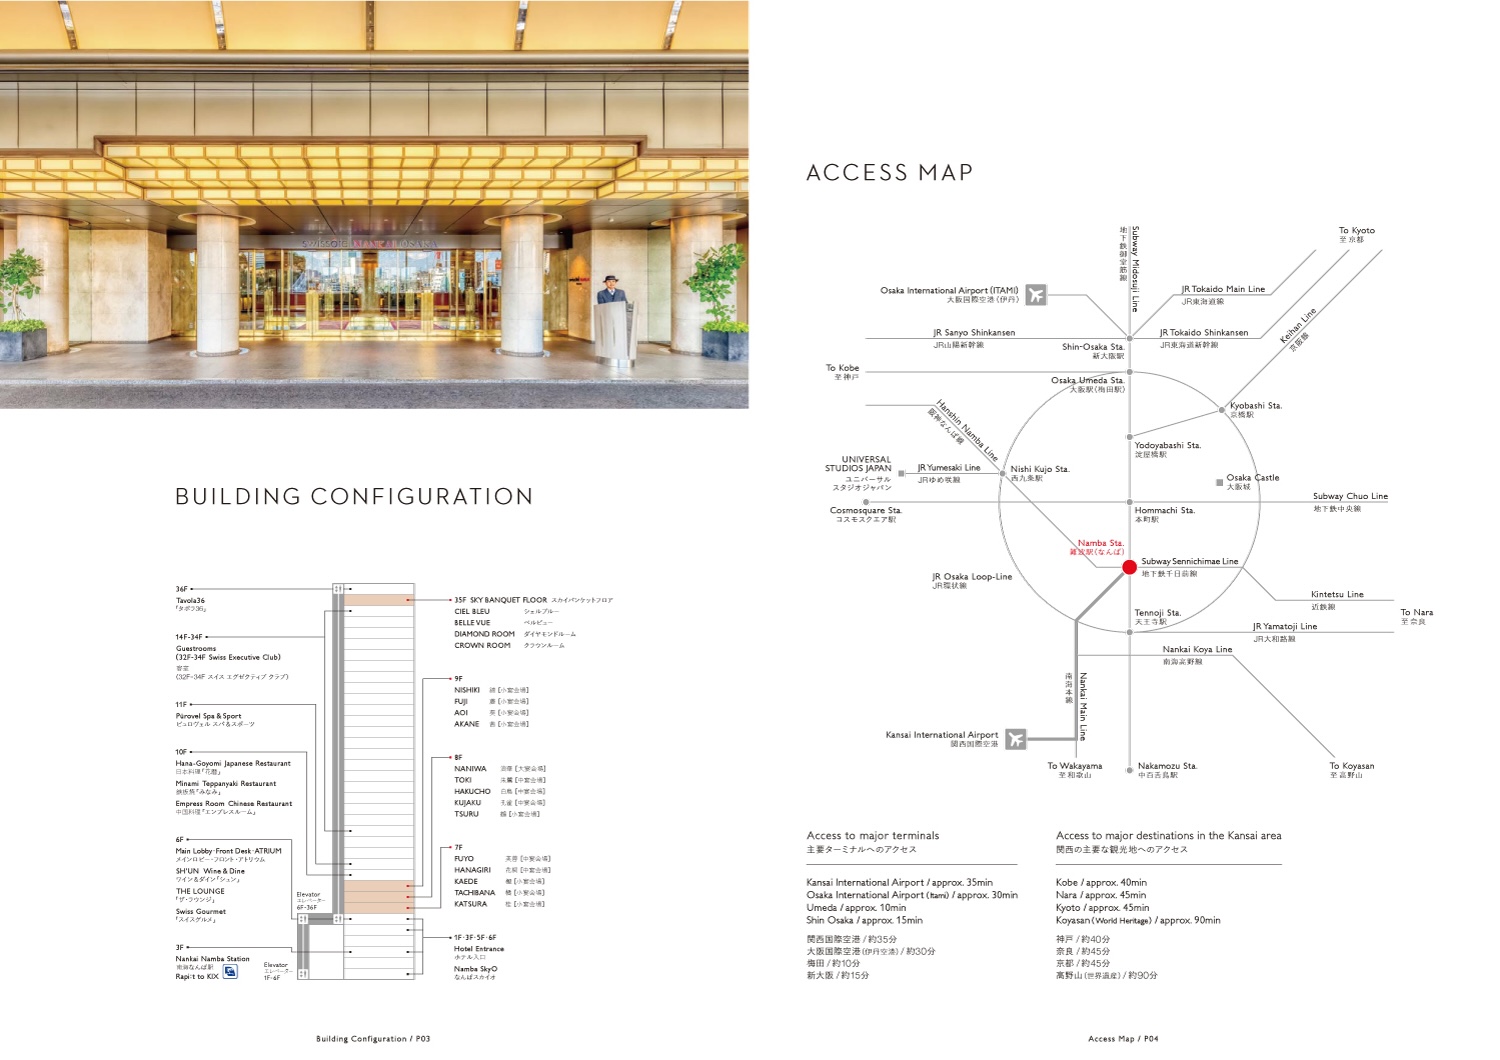 SWISSOTEL NANKAI OSAKA
BUILDING CONFIGURATION
36F
Tavola36
「タボラ36」
14F-34F
Guestrooms
(32F-34F Swiss Executive Club)
客室
(32F-34F スイス エグゼクティブ クラブ)
11F
Pürovel Spa & Sport
ピュロヴェル スパ＆スポーツ
10F
Hana-Goyomi Japanese Restaurant
日本料理「花暦」
Minami Teppanyaki Restaurant
鉄板焼「みなみ」
Empress Room Chinese Restaurant
中国料理「エンプレスルーム」
6F
Main Lobby･Front Desk･ATRIUM
メインロビー・フロント・アトリウム
SH'UN Wine & Dine
ワイン＆ダイン「シュン」
THE LOUNGE
「ザ・ラウンジ」
Swiss Gourmet
「スイスグルメ」
3F
Nankai Namba Station
南海なんば駅
Rapi:t to KIX
Elevator
エレベーター
6F-36F
Elevator
エレベーター
1F-6F
35F SKY BANQUET FLOOR スカイバンケットフロア
CIEL BLEU シェルブルー
BELLE VUE ベルビュー
DIAMOND ROOM ダイヤモンドルーム
CROWN ROOM クラウンルーム
9F
NISHIKI 錦［小宴会場］
FUJI 藤［小宴会場］
AOI 葵［小宴会場］
AKANE 茜［小宴会場］
8F
NANIWA 浪華［大宴会場］
TOKI 朱鷺［中宴会場］
HAKUCHO 白鳥［中宴会場］
KUJAKU 孔雀［中宴会場］
TSURU 鶴［小宴会場］
7F
FUYO 芙蓉［中宴会場］
HANAGIRI 花桐［中宴会場］
KAEDE 楓［小宴会場］
TACHIBANA 橘［小宴会場］
KATSURA 桂［小宴会場］
1F･3F･5F･6F
Hotel Entrance
ホテル入口
Namba SkyO
なんばスカイオ
Building Configuration / P03
ACCESS MAP
Subway Midosuji Line
地下鉄御堂筋線
To Kyoto
至 京都
Osaka International Airport (ITAMI)
大阪国際空港（伊丹）
JR Tokaido Main Line
JR東海道線
JR Sanyo Shinkansen
JR山陽新幹線
JR Tokaido Shinkansen
JR東海道新幹線
Keihan Line
京阪線
Shin-Osaka Sta.
新大阪駅
To Kobe
至 神戸
Osaka Umeda Sta.
大阪駅（梅田駅）
Hanshin Namba Line
阪神なんば線
Kyobashi Sta.
京橋駅
Yodoyabashi Sta.
淀屋橋駅
UNIVERSAL
STUDIOS JAPAN
ユニバーサル
スタジオジャパン
JR Yumesaki Line
JRゆめ咲線
Nishi Kujo Sta.
西九条駅
Osaka Castle
大阪城
Subway Chuo Line
地下鉄中央線
Cosmosquare Sta.
コスモスクエア駅
Hommachi Sta.
本町駅
Namba Sta.
難波駅（なんば）
Subway Sennichimae Line
地下鉄千日前線
JR Osaka Loop-Line
JR環状線
Kintetsu Line
近鉄線
Tennoji Sta.
天王寺駅
To Nara
至 奈良
JR Yamatoji Line
JR大和路線
Nankai Koya Line
南海高野線
Nankai Main Line
南海本線
Kansai International Airport
関西国際空港
To Wakayama
至 和歌山
Nakamozu Sta.
中百舌鳥駅
To Koyasan
至 高野山
Access to major terminals
主要ターミナルへのアクセス
Kansai International Airport / approx. 35min
Osaka International Airport (Itami) / approx. 30min
Umeda / approx. 10min
Shin Osaka / approx. 15min
関西国際空港 / 約35分
大阪国際空港（伊丹空港） / 約30分
梅田 / 約10分
新大阪 / 約15分
Access to major destinations in the Kansai area
関西の主要な観光地へのアクセス
Kobe / approx. 40min
Nara / approx. 45min
Kyoto / approx. 45min
Koyasan (World Heritage) / approx. 90min
神戸 / 約40分
奈良 / 約45分
京都 / 約45分
高野山（世界遺産） / 約90分
Access Map / P04